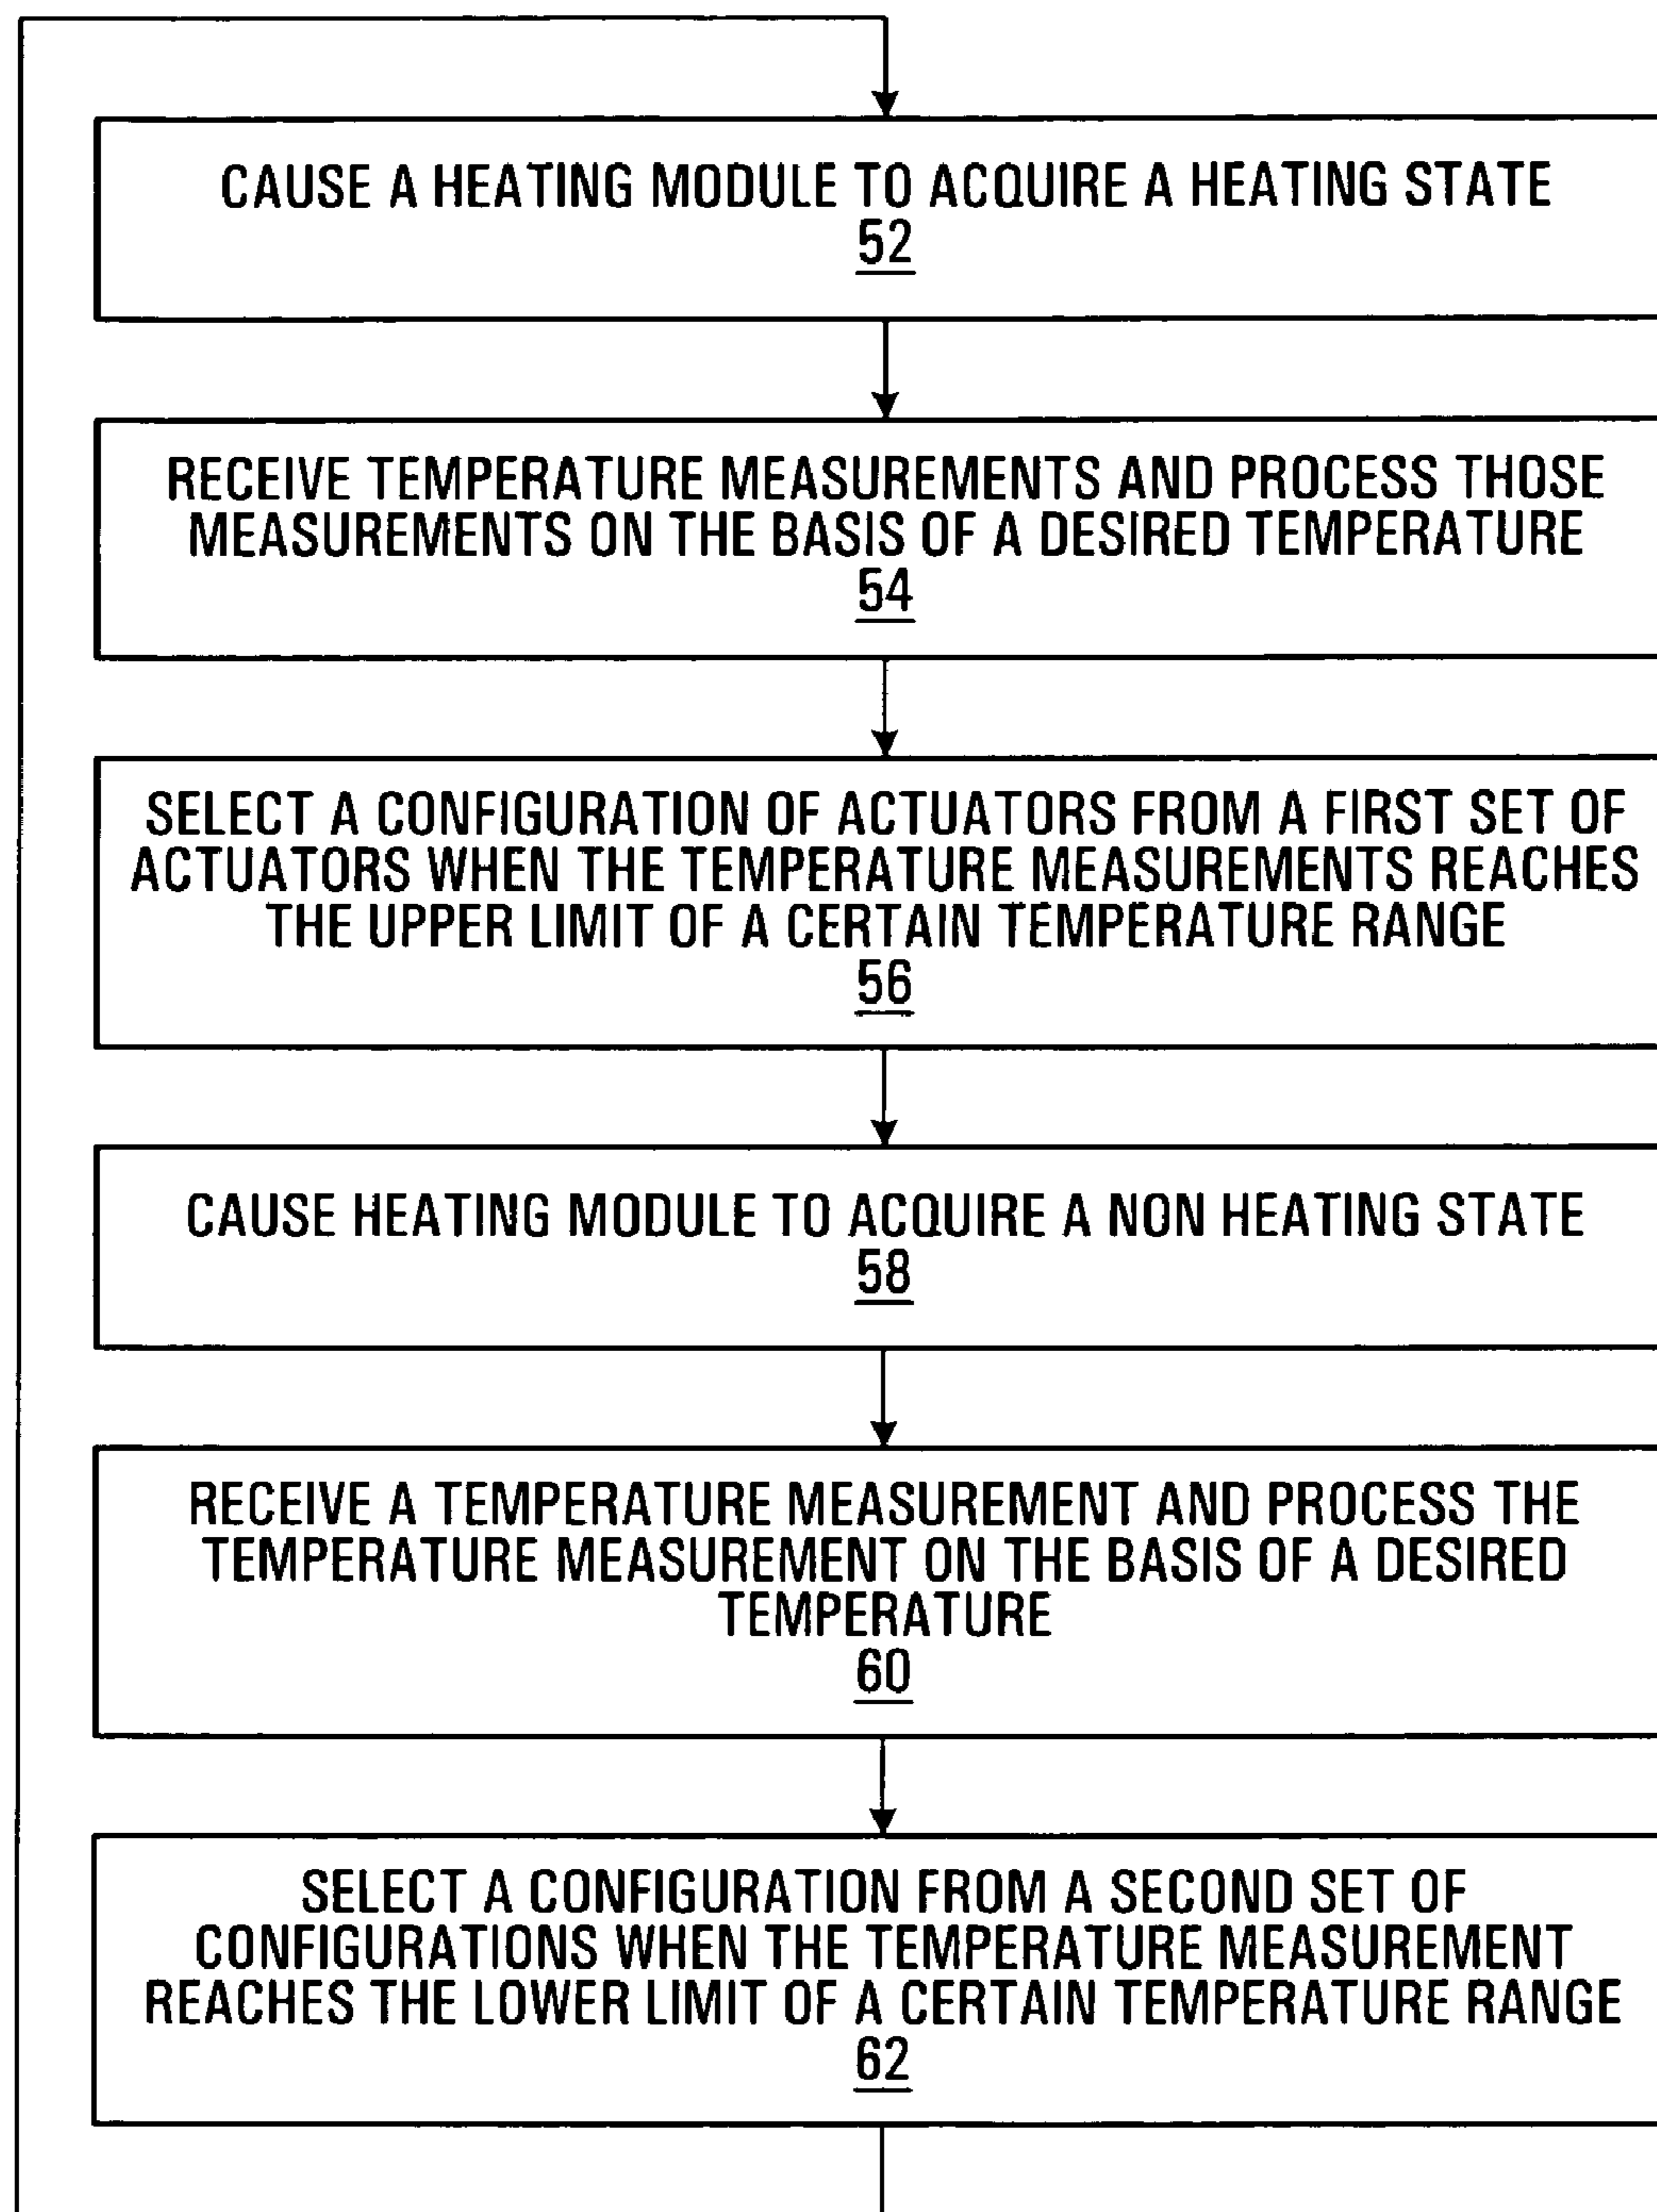 CAUSE A HEATING MODULE TO ACQUIRE A HEATING STATE
52
RECEIVE TEMPERATURE MEASUREMENTS AND PROCESS THOSE
MEASUREMENTS ON THE BASIS OF A DESIRED TEMPERATURE
54
SELECT A CONFIGURATION OF ACTUATORS FROM A FIRST SET OF
ACTUATORS WHEN THE TEMPERATURE MEASUREMENTS REACHES
THE UPPER LIMIT OF A CERTAIN TEMPERATURE RANGE
56
CAUSE HEATING MODULE TO ACQUIRE A NON HEATING STATE
58
RECEIVE A TEMPERATURE MEASUREMENT AND PROCESS THE
TEMPERATURE MEASUREMENT ON THE BASIS OF A DESIRED
TEMPERATURE
60
SELECT A CONFIGURATION FROM A SECOND SET OF
CONFIGURATIONS WHEN THE TEMPERATURE MEASUREMENT
REACHES THE LOWER LIMIT OF A CERTAIN TEMPERATURE RANGE
62